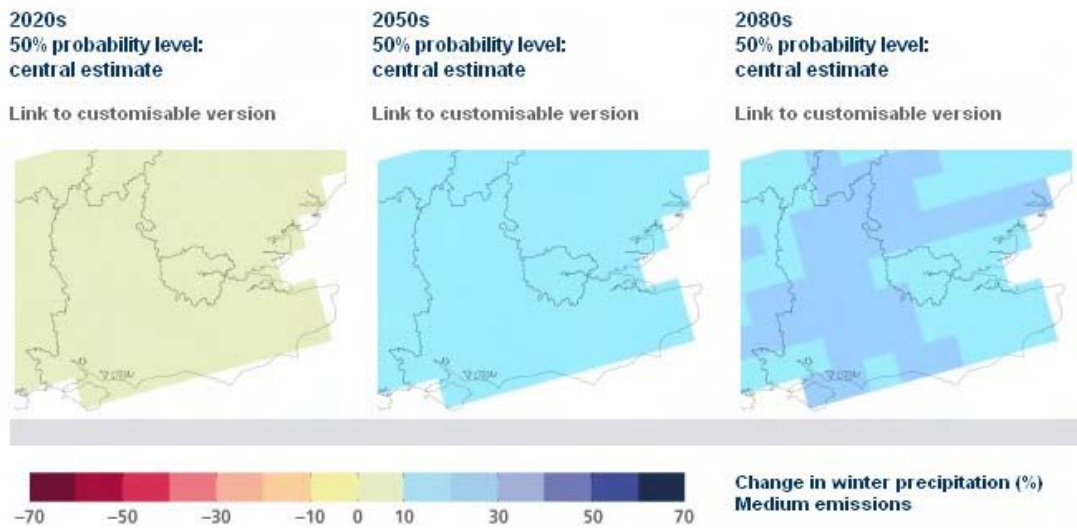 2020s
50% probability level:
central estimate
Link to customisable version
2050s
50% probability level:
central estimate
Link to customisable version
2080s
50% probability level:
central estimate
Link to customisable version
−70 −50 −30 −10 0 10 30 50 70
Change in winter precipitation (%)
Medium emissions